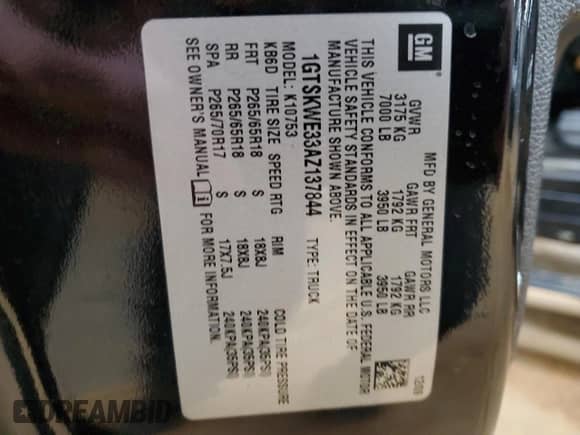 GM
MFD BY GENERAL MOTORS LLC
12/09
GVWR GAWR FRT GAWR RR
3175 KG 1792 KG 1792 KG
7000 LB 3950 LB 3950 LB
THIS VEHICLE CONFORMS TO ALL APPLICABLE U.S. FEDERAL MOTOR
VEHICLE SAFETY STANDARDS IN EFFECT ON THE DATE OF
MANUFACTURE SHOWN ABOVE.
1GTSKWE33AZ137844 TYPE: TRUCK
MODEL: K10753
KB6D TIRE SIZE SPEED RTG RIM COLD TIRE PRESSURE
FRT P265/65R18 S 18X8J 240KPA(35PSI)
RR P265/65R18 S 18X8J 240KPA(35PSI)
SPA P265/70R17 S 17X7.5J 240KPA(35PSI)
SEE OWNER'S MANUAL FOR MORE INFORMATION.
DREAMBID